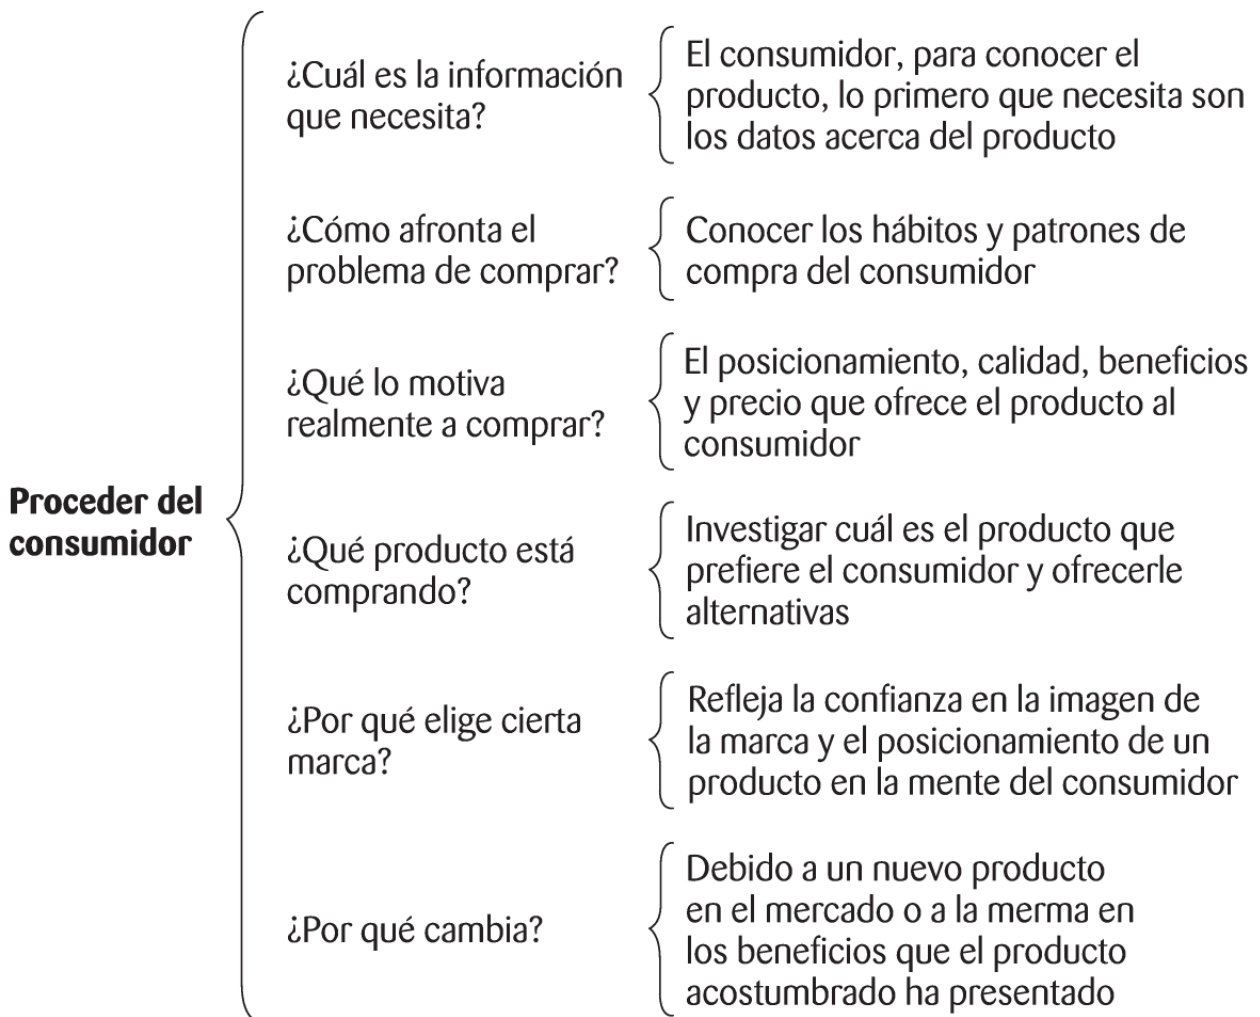 Proceder del
consumidor
¿Cuál es la información
que necesita?
El consumidor, para conocer el
producto, lo primero que necesita son
los datos acerca del producto
¿Cómo afronta el
problema de comprar?
Conocer los hábitos y patrones de
compra del consumidor
¿Qué lo motiva
realmente a comprar?
El posicionamiento, calidad, beneficios
y precio que ofrece el producto al
consumidor
¿Qué producto está
comprando?
Investigar cuál es el producto que
prefiere el consumidor y ofrecerle
alternativas
¿Por qué elige cierta
marca?
Refleja la confianza en la imagen de
la marca y el posicionamiento de un
producto en la mente del consumidor
¿Por qué cambia?
Debido a un nuevo producto
en el mercado o a la merma en
los beneficios que el producto
acostumbrado ha presentado